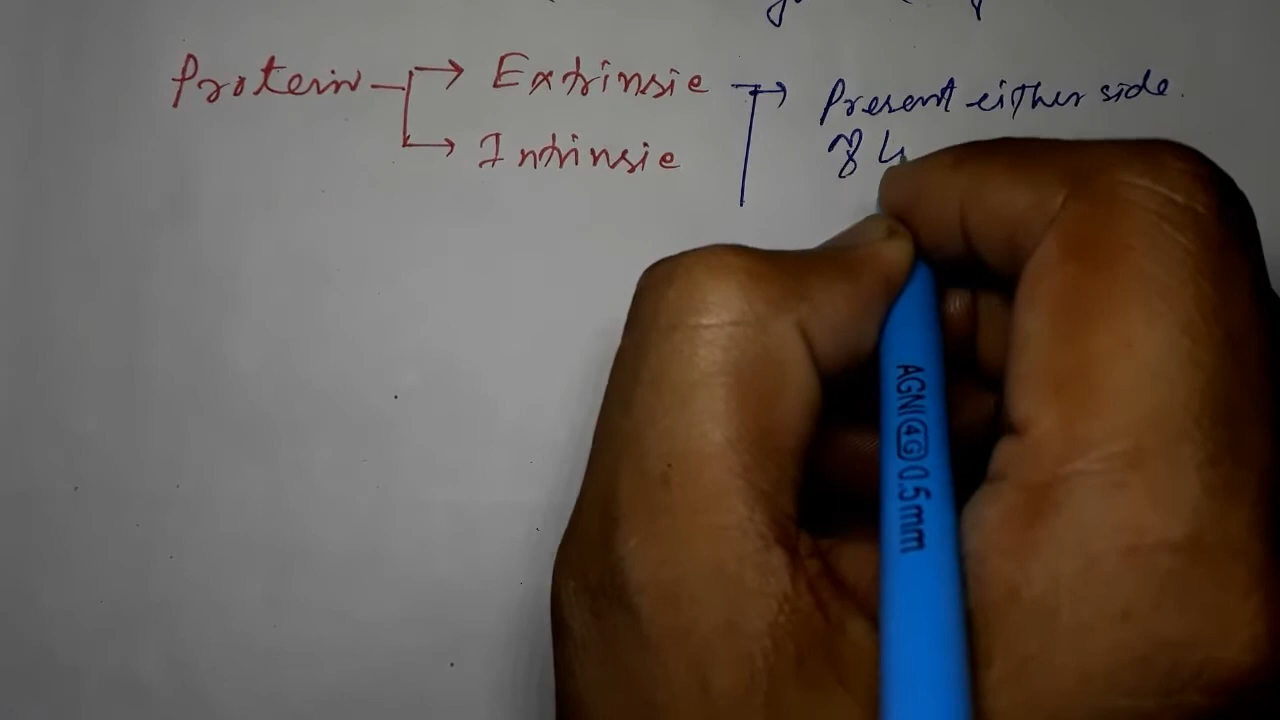 Protein → Extrinsic → Present either side
→ Intrinsic
AGNI 4G 0.5mm